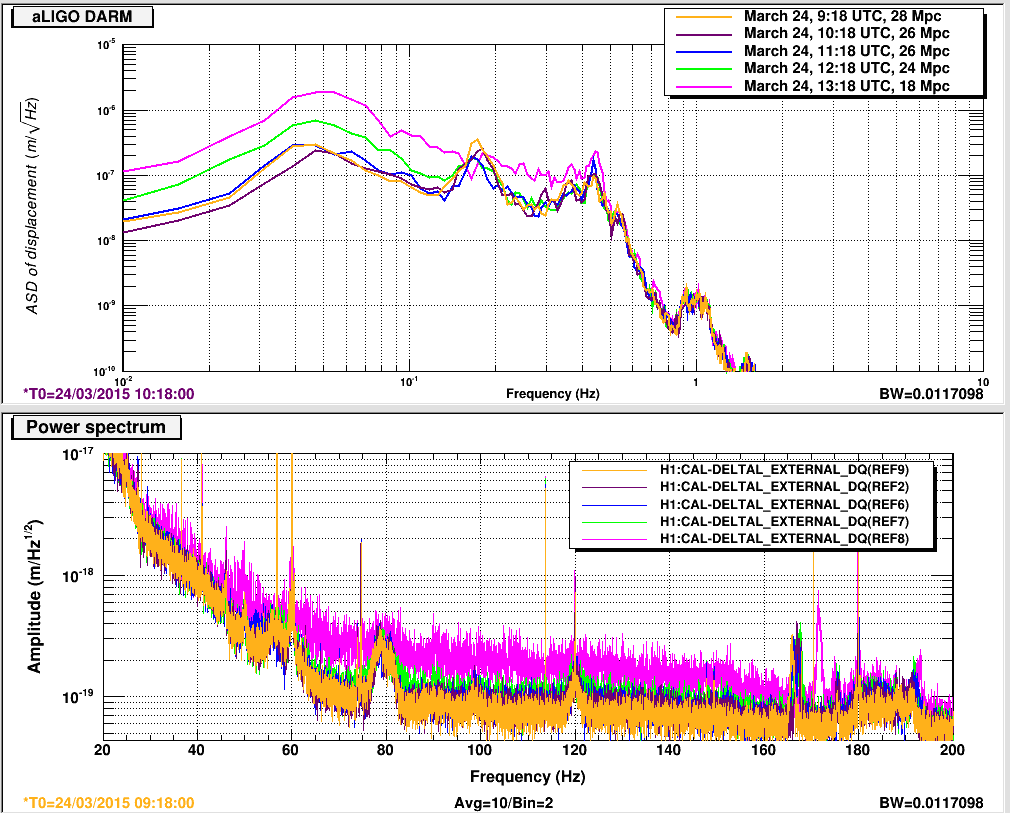 aLIGO DARM
March 24, 9:18 UTC, 28 Mpc
March 24, 10:18 UTC, 26 Mpc
March 24, 11:18 UTC, 26 Mpc
March 24, 12:18 UTC, 24 Mpc
March 24, 13:18 UTC, 18 Mpc
ASD of displacement (m/√Hz)
10⁻⁵
10⁻⁶
10⁻⁷
10⁻⁸
10⁻⁹
10⁻¹⁰
10⁻² 10⁻¹ 1 10
Frequency (Hz)
*T0=24/03/2015 10:18:00
BW=0.0117098
Power spectrum
H1:CAL-DELTAL_EXTERNAL_DQ(REF9)
H1:CAL-DELTAL_EXTERNAL_DQ(REF2)
H1:CAL-DELTAL_EXTERNAL_DQ(REF6)
H1:CAL-DELTAL_EXTERNAL_DQ(REF7)
H1:CAL-DELTAL_EXTERNAL_DQ(REF8)
Amplitude (m/Hz¹/²)
10⁻¹⁷
10⁻¹⁸
10⁻¹⁹
20 40 60 80 100 120 140 160 180 200
Frequency (Hz)
*T0=24/03/2015 09:18:00
Avg=10/Bin=2
BW=0.0117098